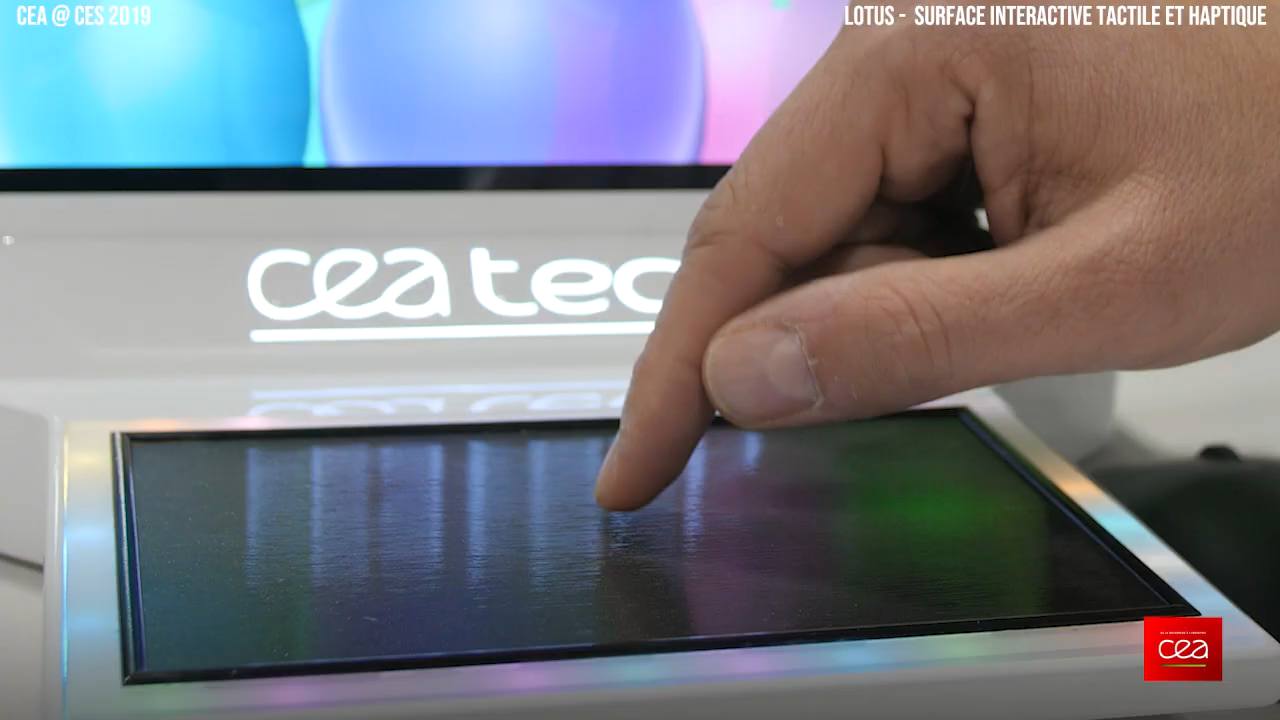 CEA @ CES 2019
LOTUS - SURFACE INTERACTIVE TACTILE ET HAPTIQUE
cea tec
cea